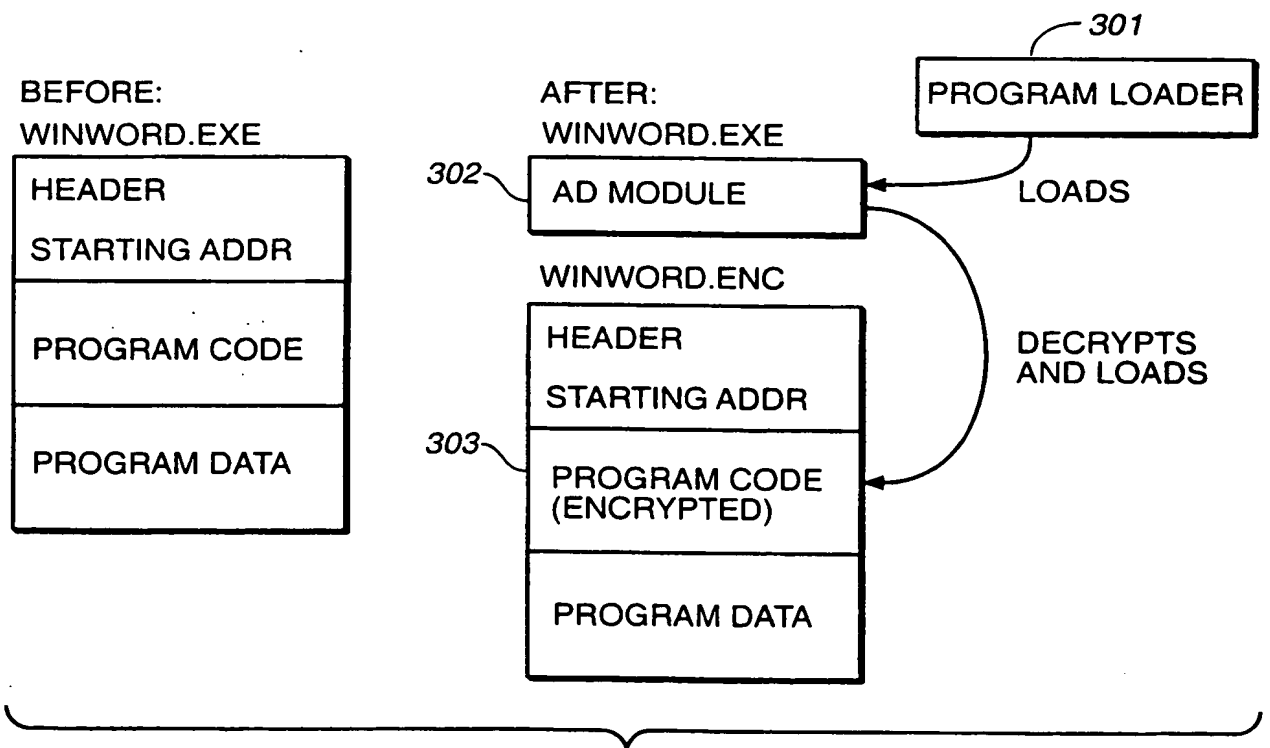 BEFORE:
WINWORD.EXE
HEADER
STARTING ADDR
PROGRAM CODE
PROGRAM DATA
AFTER:
WINWORD.EXE
302
AD MODULE
301
PROGRAM LOADER
LOADS
WINWORD.ENC
HEADER
STARTING ADDR
303
PROGRAM CODE
(ENCRYPTED)
PROGRAM DATA
DECRYPTS
AND LOADS